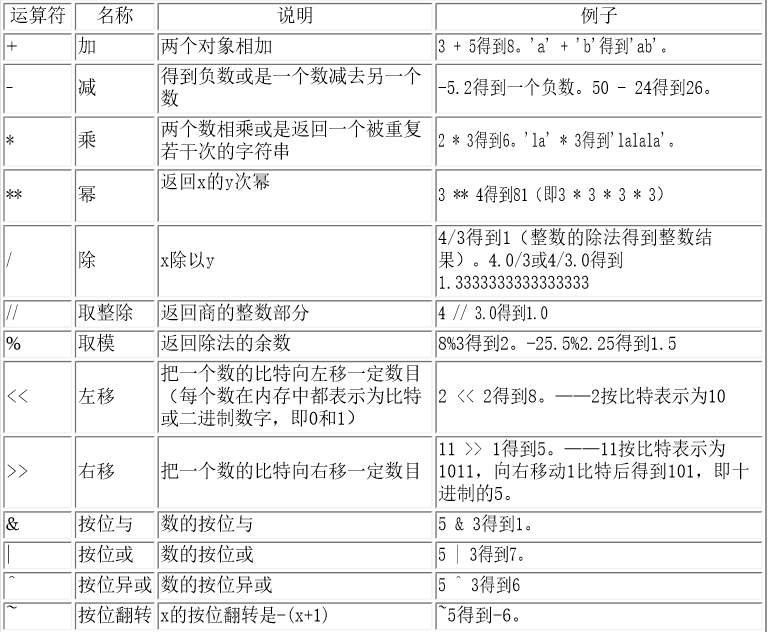 运算符 名称 说明 例子
+ 加 两个对象相加 3 + 5得到8。'a' + 'b'得到'ab'。
- 减 得到负数或是一个数减去另一个
数 -5.2得到一个负数。50 - 24得到26。
* 乘 两个数相乘或是返回一个被重复
若干次的字符串 2 * 3得到6。'la' * 3得到'lalala'。
** 幂 返回x的y次幂 3 ** 4得到81（即3 * 3 * 3 * 3）
/ 除 x除以y 4/3得到1（整数的除法得到整数结
果）。4.0/3或4/3.0得到
1.3333333333333333
// 取整除 返回商的整数部分 4 // 3.0得到1.0
% 取模 返回除法的余数 8%3得到2。-25.5%2.25得到1.5
<< 左移 把一个数的比特向左移一定数目
（每个数在内存中都表示为比特
或二进制数字，即0和1） 2 << 2得到8。——2按比特表示为10
>> 右移 把一个数的比特向右移一定数目 11 >> 1得到5。——11按比特表示为
1011，向右移动1比特后得到101，即十
进制的5。
& 按位与 数的按位与 5 & 3得到1。
| 按位或 数的按位或 5 | 3得到7。
^ 按位异或 数的按位异或 5 ^ 3得到6
~ 按位翻转 x的按位翻转是-(x+1) ~5得到-6。